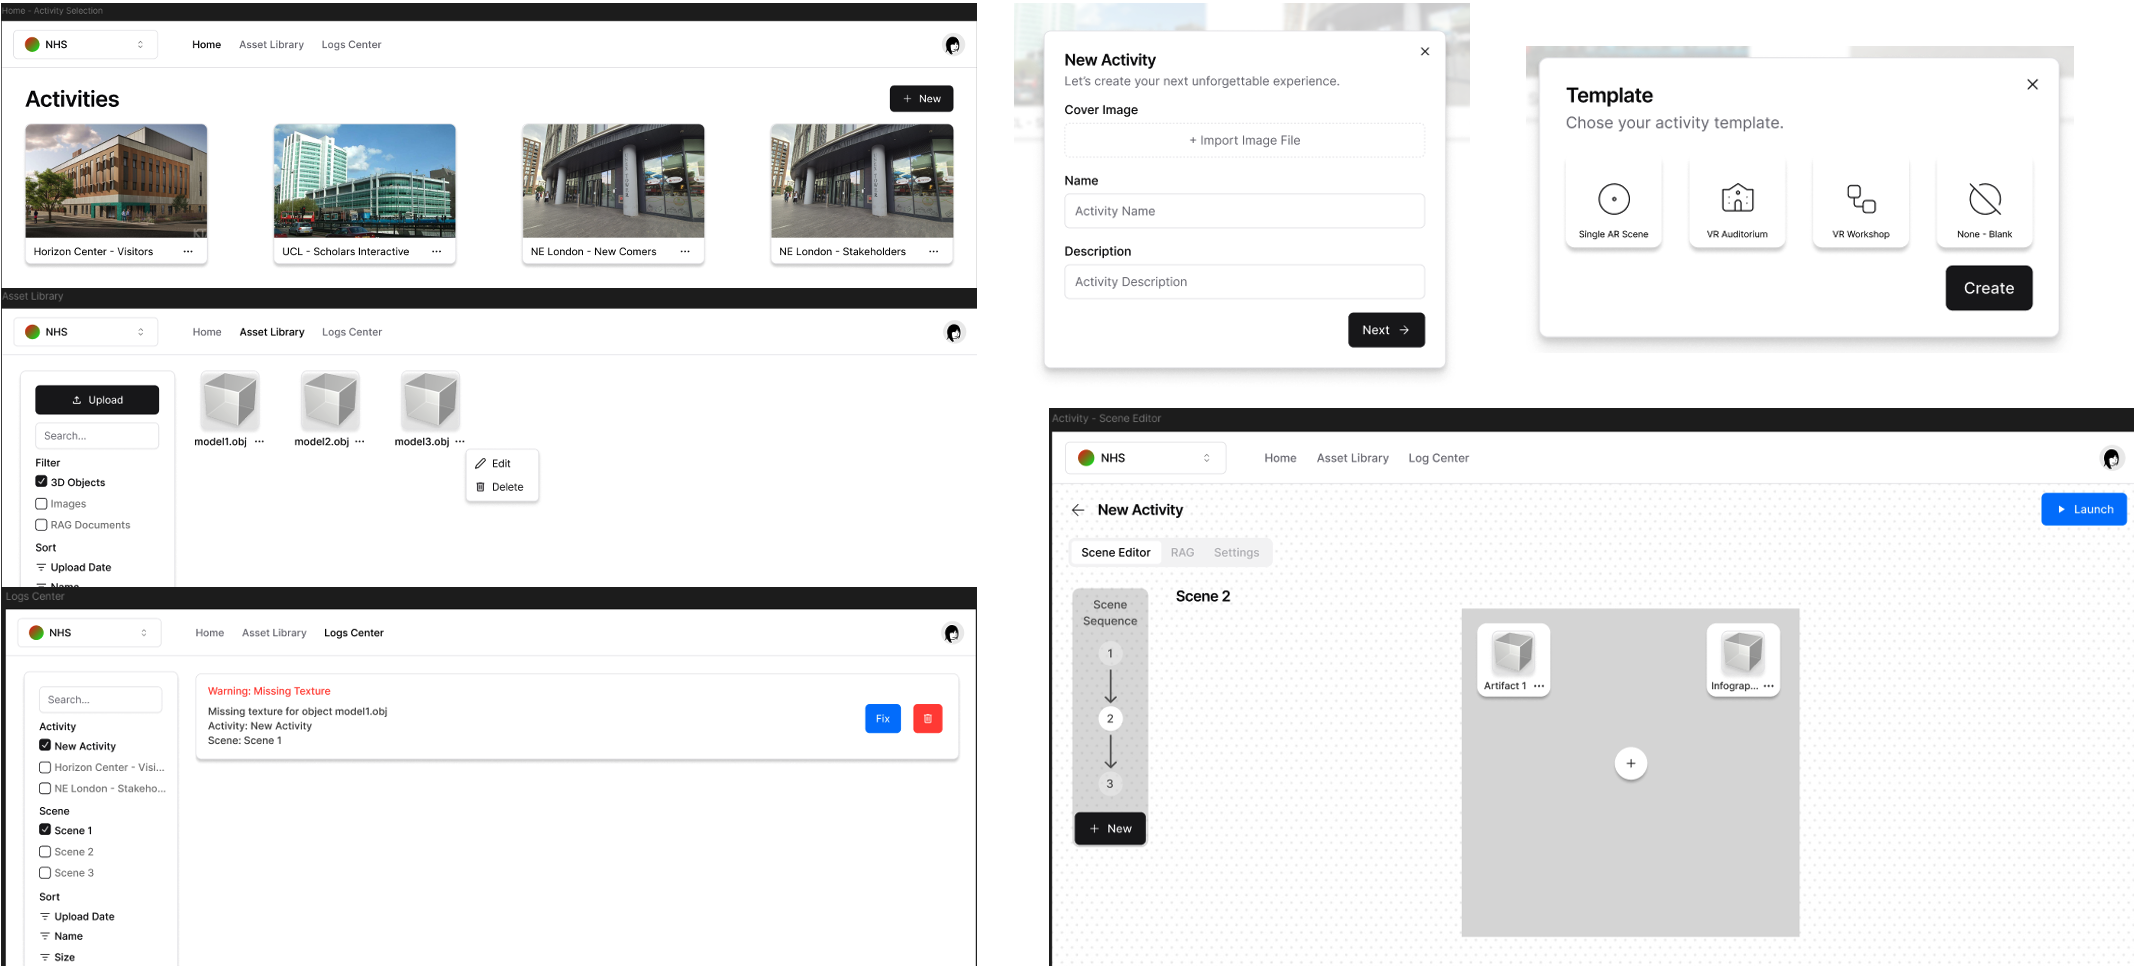 Home - Activity Selection
NHS
Home
Asset Library
Logs Center
Activities
+ New
Horizon Center - Visitors ...
UCL - Scholars Interactive ...
NE London - New Comers ...
NE London - Stakeholders ...
Asset Library
NHS
Home
Asset Library
Logs Center
Upload
Search...
Filter
3D Objects
Images
RAG Documents
Sort
Upload Date
Name
model1.obj ...
model2.obj ...
model3.obj ...
Edit
Delete
Logs Center
NHS
Home
Asset Library
Logs Center
Search...
Activity
New Activity
Horizon Center - Visi...
NE London - Stakeho...
Scene
Scene 1
Scene 2
Scene 3
Sort
Upload Date
Name
Size
Warning: Missing Texture
Missing texture for object model1.obj
Activity: New Activity
Scene: Scene 1
Fix
New Activity
Let's create your next unforgettable experience.
Cover Image
+ Import Image File
Name
Activity Name
Description
Activity Description
Next →
Template
Chose your activity template.
Single AR Scene
VR Auditorium
VR Workshop
None - Blank
Create
Activity - Scene Editor
NHS
Home
Asset Library
Log Center
← New Activity
Launch
Scene Editor
RAG
Settings
Scene
Sequence
1
2
3
+ New
Scene 2
Artifact 1 ...
Infograp... ...
+